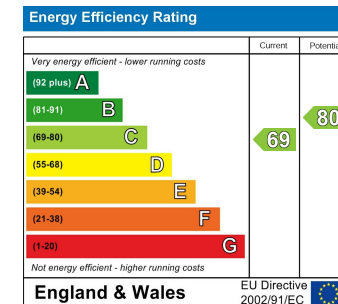 Energy Efficiency Rating
Current Potentia
Very energy efficient - lower running costs
(92 plus) A
(81-91) B
(69-80) C
(55-68) D
(39-54) E
(21-38) F
(1-20) G
69
80
Not energy efficient - higher running costs
England & Wales
EU Directive
2002/91/EC